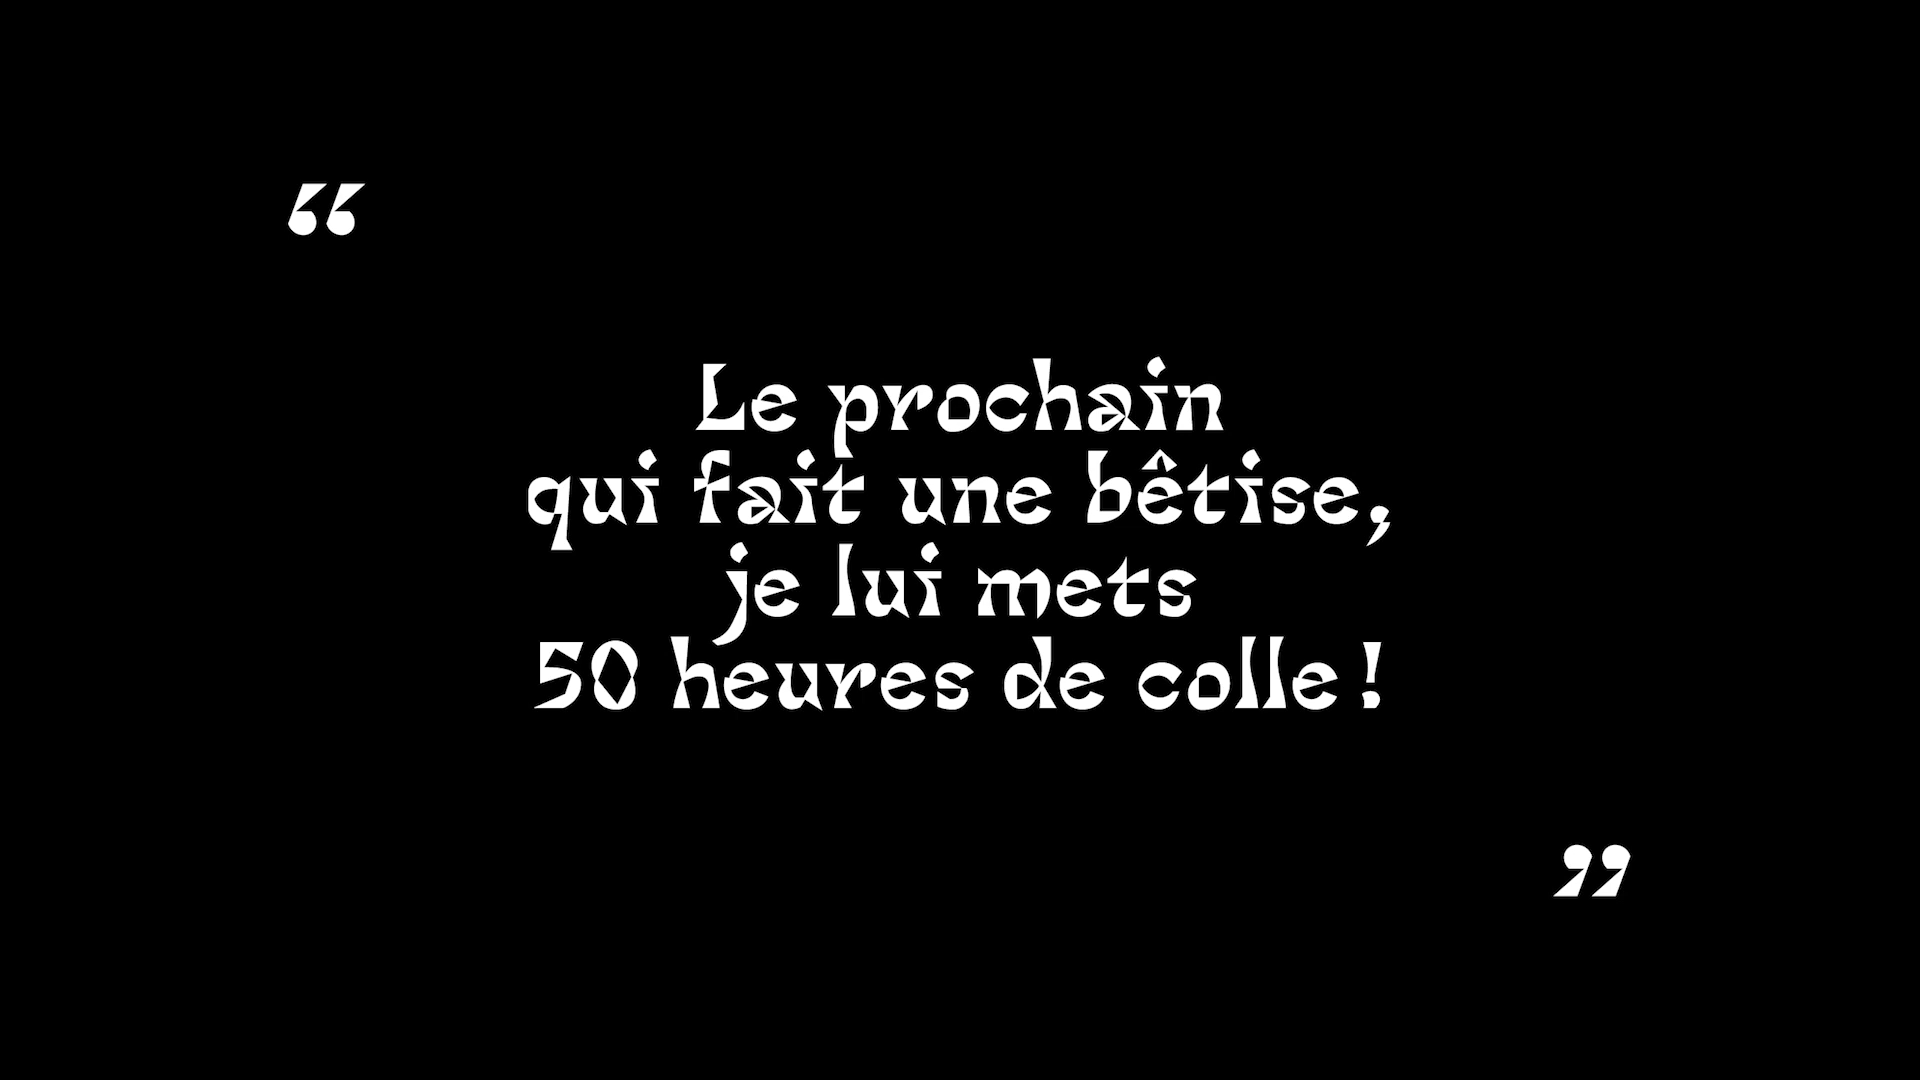 “
Le prochain
qui fait une bêtise,
je lui mets
50 heures de colle !
”